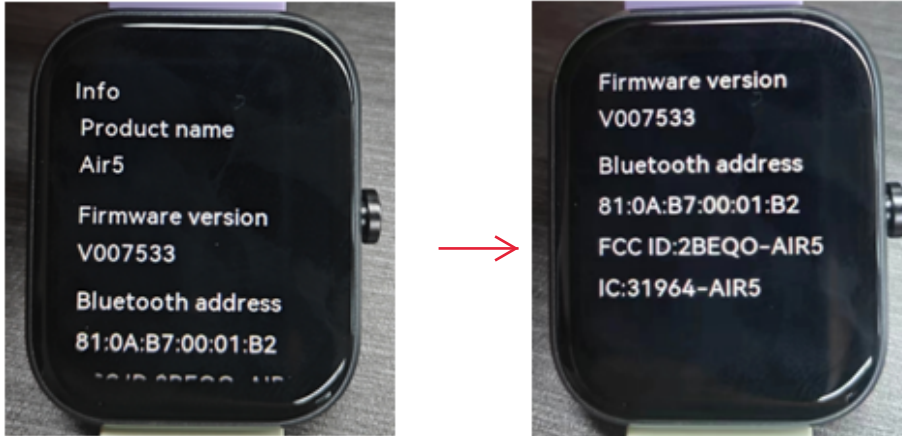 Info
Product name
Air5
Firmware version
V007533
Bluetooth address
81:0A:B7:00:01:B2
Firmware version
V007533
Bluetooth address
81:0A:B7:00:01:B2
FCC ID:2BEQO-AIR5
IC:31964-AIR5